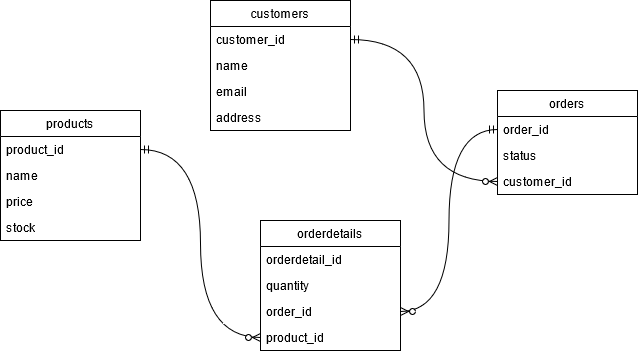 customers
customer_id
name
email
address
products
product_id
name
price
stock
orders
order_id
status
customer_id
orderdetails
orderdetail_id
quantity
order_id
product_id